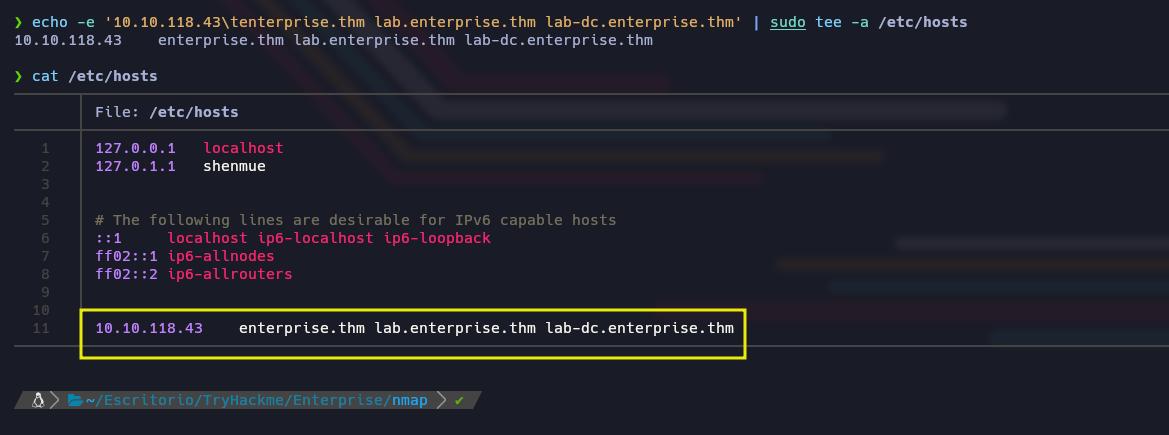 ❯ echo -e '10.10.118.43\tenterprise.thm lab.enterprise.thm lab-dc.enterprise.thm' | sudo tee -a /etc/hosts
10.10.118.43    enterprise.thm lab.enterprise.thm lab-dc.enterprise.thm
❯ cat /etc/hosts
File: /etc/hosts
1 127.0.0.1   localhost
2 127.0.1.1   shenmue
3
4
5 # The following lines are desirable for IPv6 capable hosts
6 ::1     localhost ip6-localhost ip6-loopback
7 ff02::1 ip6-allnodes
8 ff02::2 ip6-allrouters
9
10
11 10.10.118.43    enterprise.thm lab.enterprise.thm lab-dc.enterprise.thm
~/Escritorio/TryHackme/Enterprise/nmap ✔